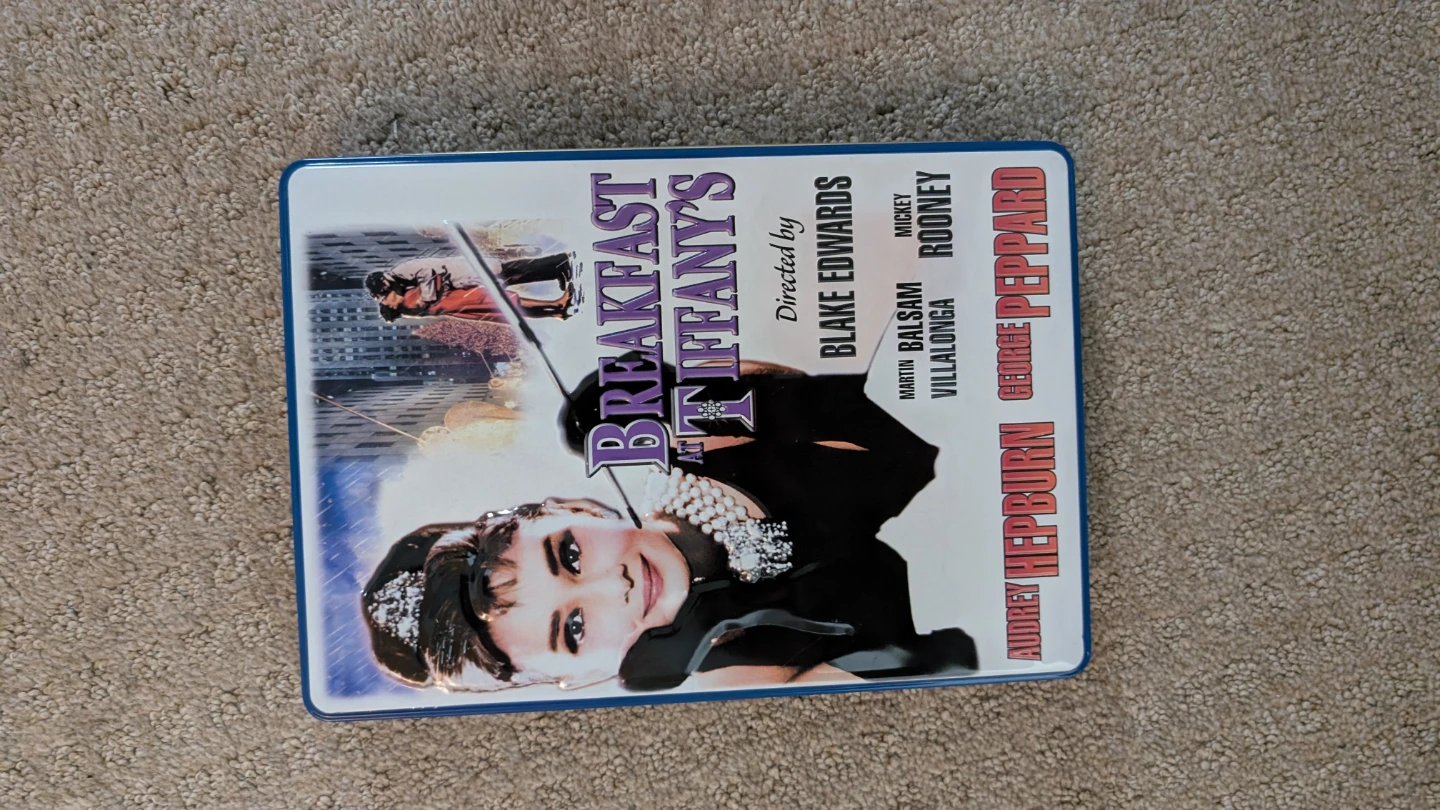 BREAKFAST
AT TIFFANY'S
Directed by
BLAKE EDWARDS
MARTIN BALSAM MICKEY
VILLALONGA ROONEY
AUDREY HEPBURN GEORGE PEPPARD